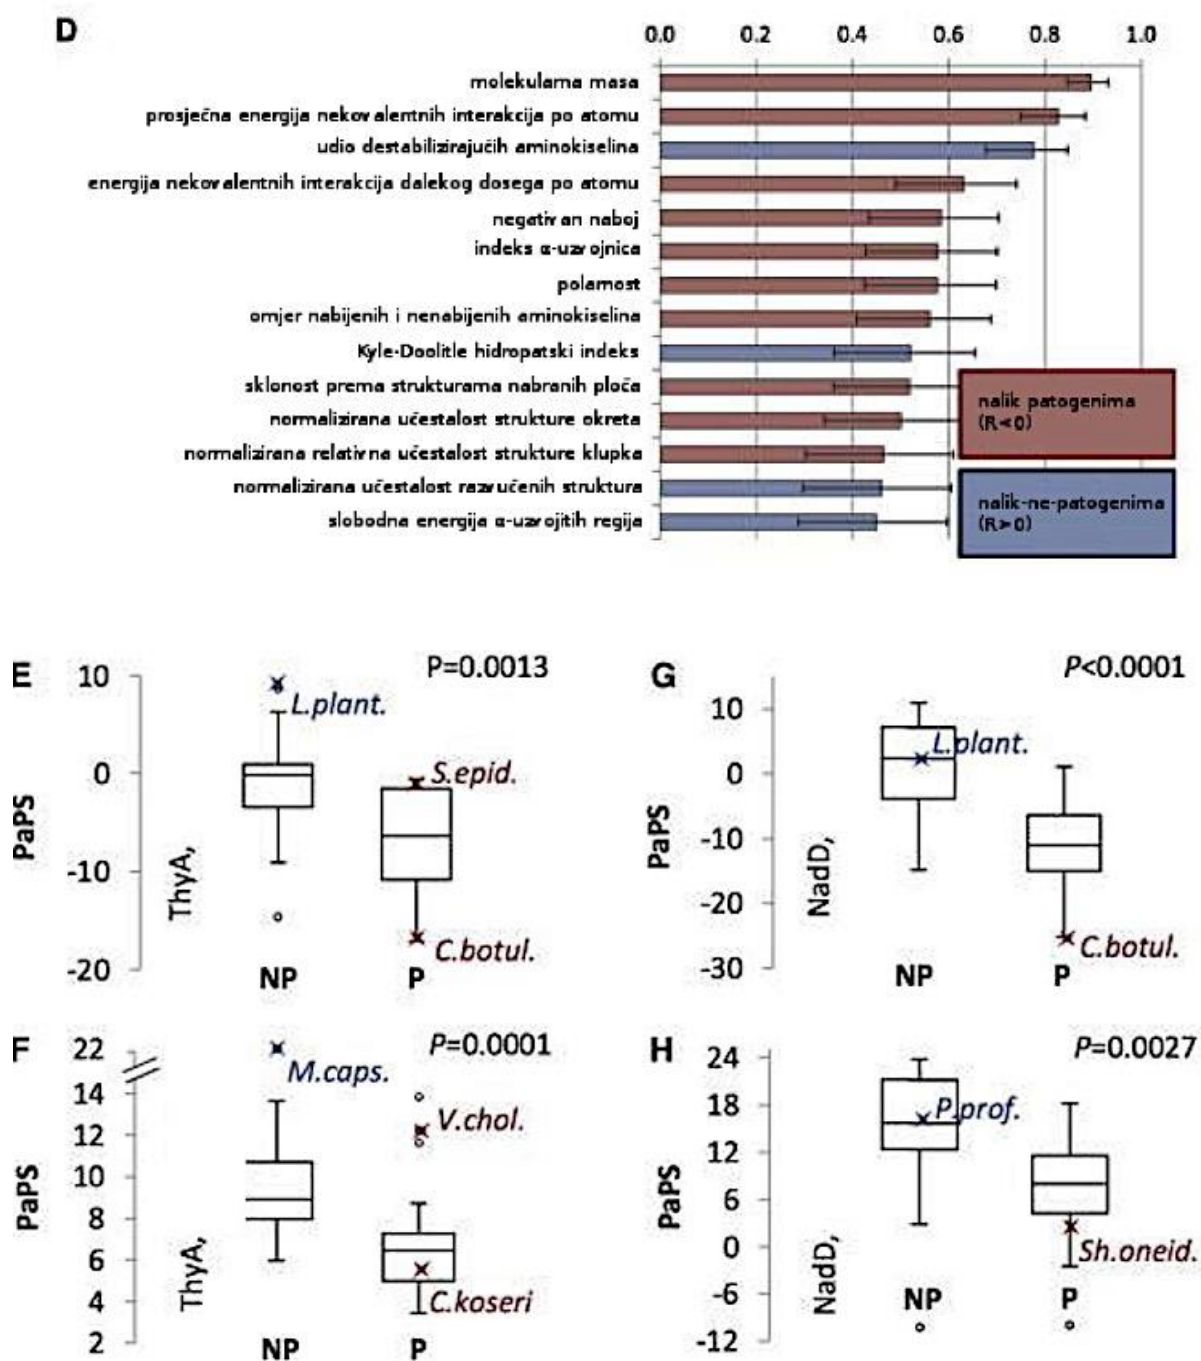 D
0.0 0.2 0.4 0.6 0.8 1.0
molekularna masa
prosječna energija nekovalentnih interakcija po atomu
udio destabilizirajućih aminokiselina
energija nekovalentnih interakcija dalekog dosega po atomu
negativan naboj
indeks α-uzvojnica
polarnost
omjer nabijenih i nenabijenih aminokiselina
Kyle-Doolitle hidropatski indeks
sklonost prema strukturama nabranih ploča
normalizirana učestalost strukture okreta
normalizirana relativna učestalost strukture klupka
normalizirana učestalost razvučenih struktura
slobodna energija α-uzvojitih regija
nalik patogenima
(R<0)
nalik-ne-patogenima
(R>0)
E
P=0.0013
10
0
-10
-20
PaPS
ThyA,
L.plant.
S.epid.
C.botul.
NP P
G
P<0.0001
10
0
-10
-20
-30
PaPS
NadD,
L.plant.
C.botul.
NP P
F
P=0.0001
22
14
12
10
8
6
4
2
PaPS
ThyA,
M.caps.
V.chol.
C.koseri
NP P
H
P=0.0027
24
18
12
6
0
-6
-12
PaPS
NadD,
P.prof.
Sh.oneid.
NP P